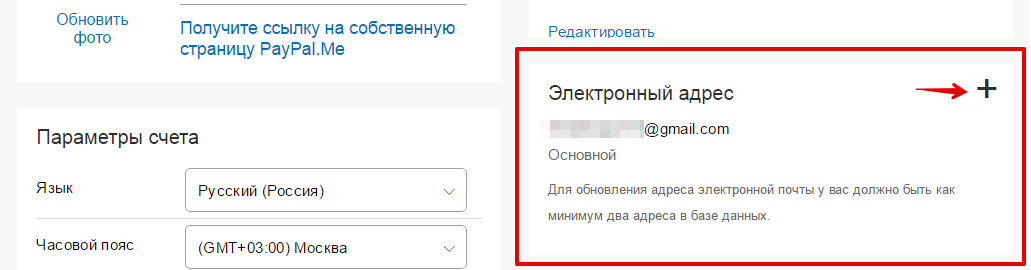 Обновить
фото
Получите ссылку на собственную
страницу PayPal.Me
Параметры счета
Язык
Русский (Россия)
Часовой пояс
(GMT+03:00) Москва
Редактировать
Электронный адрес
@gmail.com
Основной
Для обновления адреса электронной почты у вас должно быть как
минимум два адреса в базе данных.